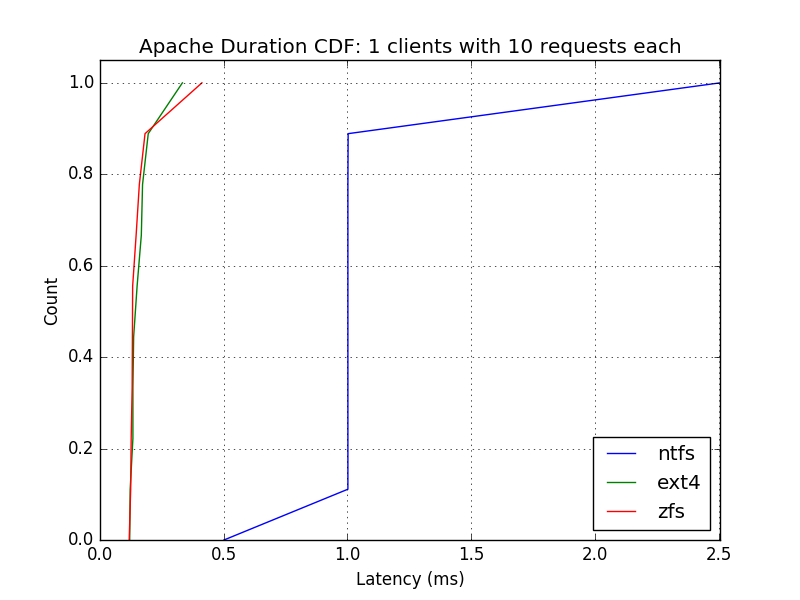 Apache Duration CDF: 1 clients with 10 requests each
1.0
0.8
0.6
0.4
0.2
0.0
Count
0.0 0.5 1.0 1.5 2.0 2.5
Latency (ms)
ntfs
ext4
zfs